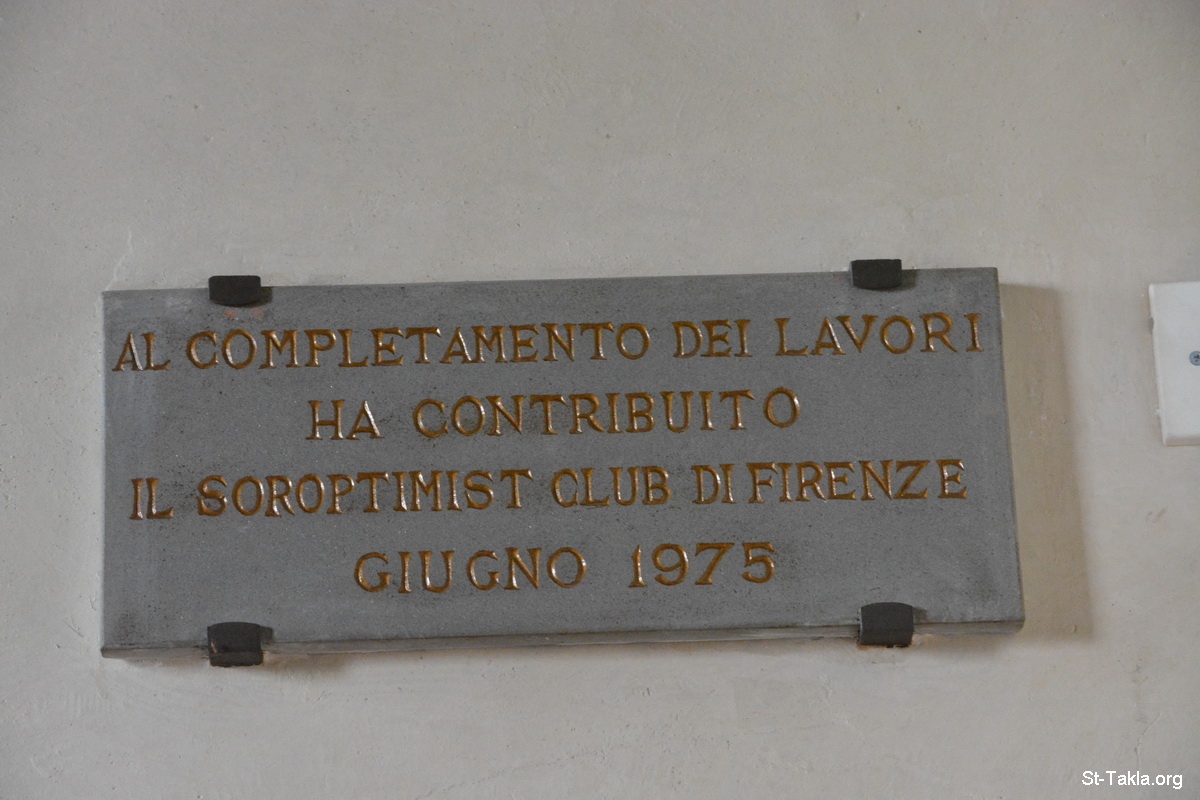 AL COMPLETAMENTO DEI LAVORI
HA CONTRIBUITO
IL SOROPTIMIST CLUB DI FIRENZE
GIUGNO 1975
St-Takla.org